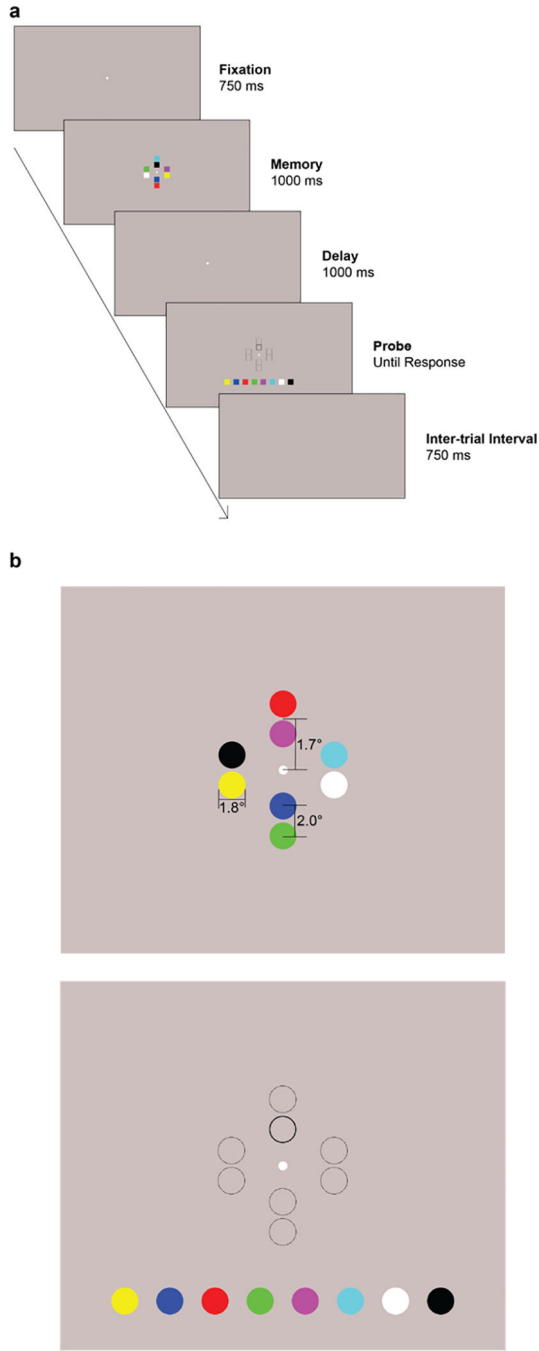 a
Fixation
750 ms
Memory
1000 ms
Delay
1000 ms
Probe
Until Response
Inter-trial Interval
750 ms
b
1.7°
1.8°
2.0°